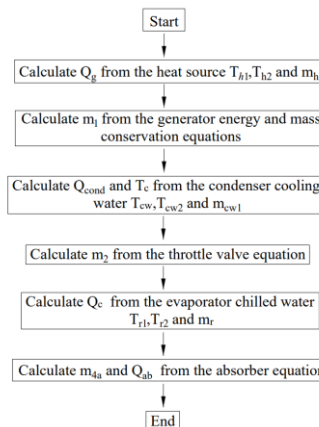 Start
Calculate Q_g from the heat source T_h1,T_h2 and m_h
Calculate m_1 from the generator energy and mass
conservation equations
Calculate Q_cond and T_c from the condenser cooling
water T_cw,T_cw2 and m_cw1
Calculate m_2 from the throttle valve equation
Calculate Q_c from the evaporator chilled water
T_r1,T_r2 and m_r
Calculate m_4a and Q_ab from the absorber equation
End